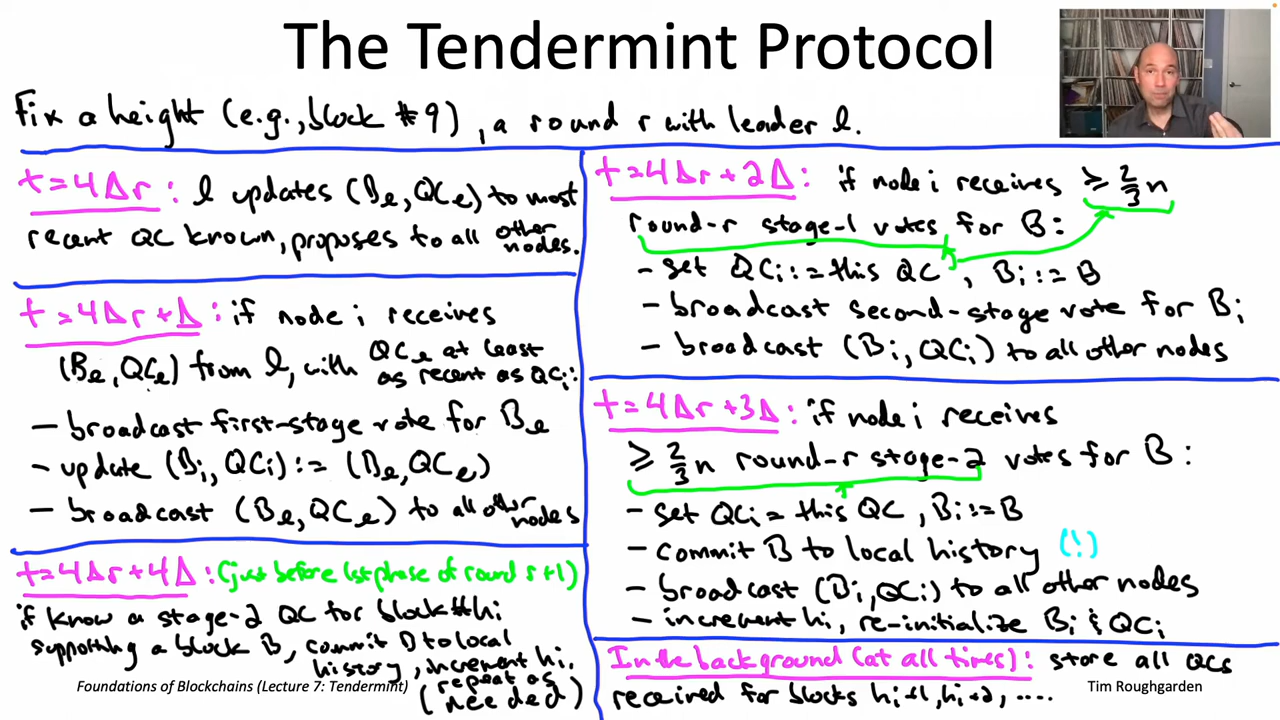 The Tendermint Protocol
Fix a height (e.g., block #9), a round r with leader l.
t=4Δr: l updates (Bℓ, QCℓ) to most
recent QC known, proposes to all other
nodes.
t=4Δr+Δ: if node i receives
(Bℓ, QCℓ) from l, with QCℓ at least
as recent as QCi:
- broadcast first-stage vote for Bℓ
- update (Bi, QCi) := (Bℓ, QCℓ)
- broadcast (Bℓ, QCℓ) to all other
nodes
t=4Δr+4Δ: (just before 1st phase of round r+1)
if know a stage-2 QC for block #hi
supporting a block B, commit B to local
history, increment hi.
(repeat as
needed)
t=4Δr+2Δ: if node i receives ≥ 2/3 n
round-r stage-1 votes for B:
- set QCi := this QC, Bi := B
- broadcast second-stage vote for Bi
- broadcast (Bi, QCi) to all other nodes
t=4Δr+3Δ: if node i receives
≥ 2/3 n round-r stage-2 votes for B:
- set QCi = this QC, Bi := B
- commit B to local history (!)
- broadcast (Bi, QCi) to all other nodes
- increment hi, re-initialize Bi & QCi
In the background (at all times): store all QCs
received for blocks hi+1, hi+2, ....
Foundations of Blockchains (Lecture 7: Tendermint)
Tim Roughgarden